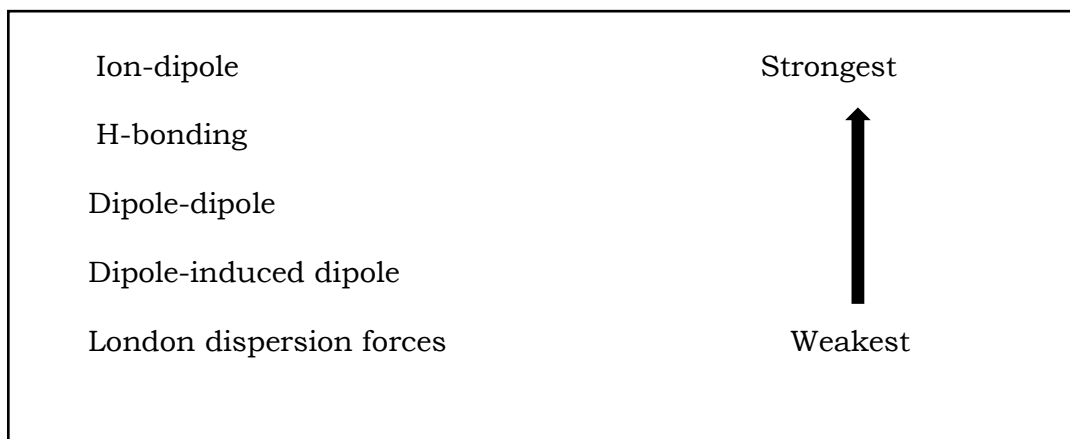 Ion-dipole Strongest
H-bonding
Dipole-dipole
Dipole-induced dipole
London dispersion forces Weakest